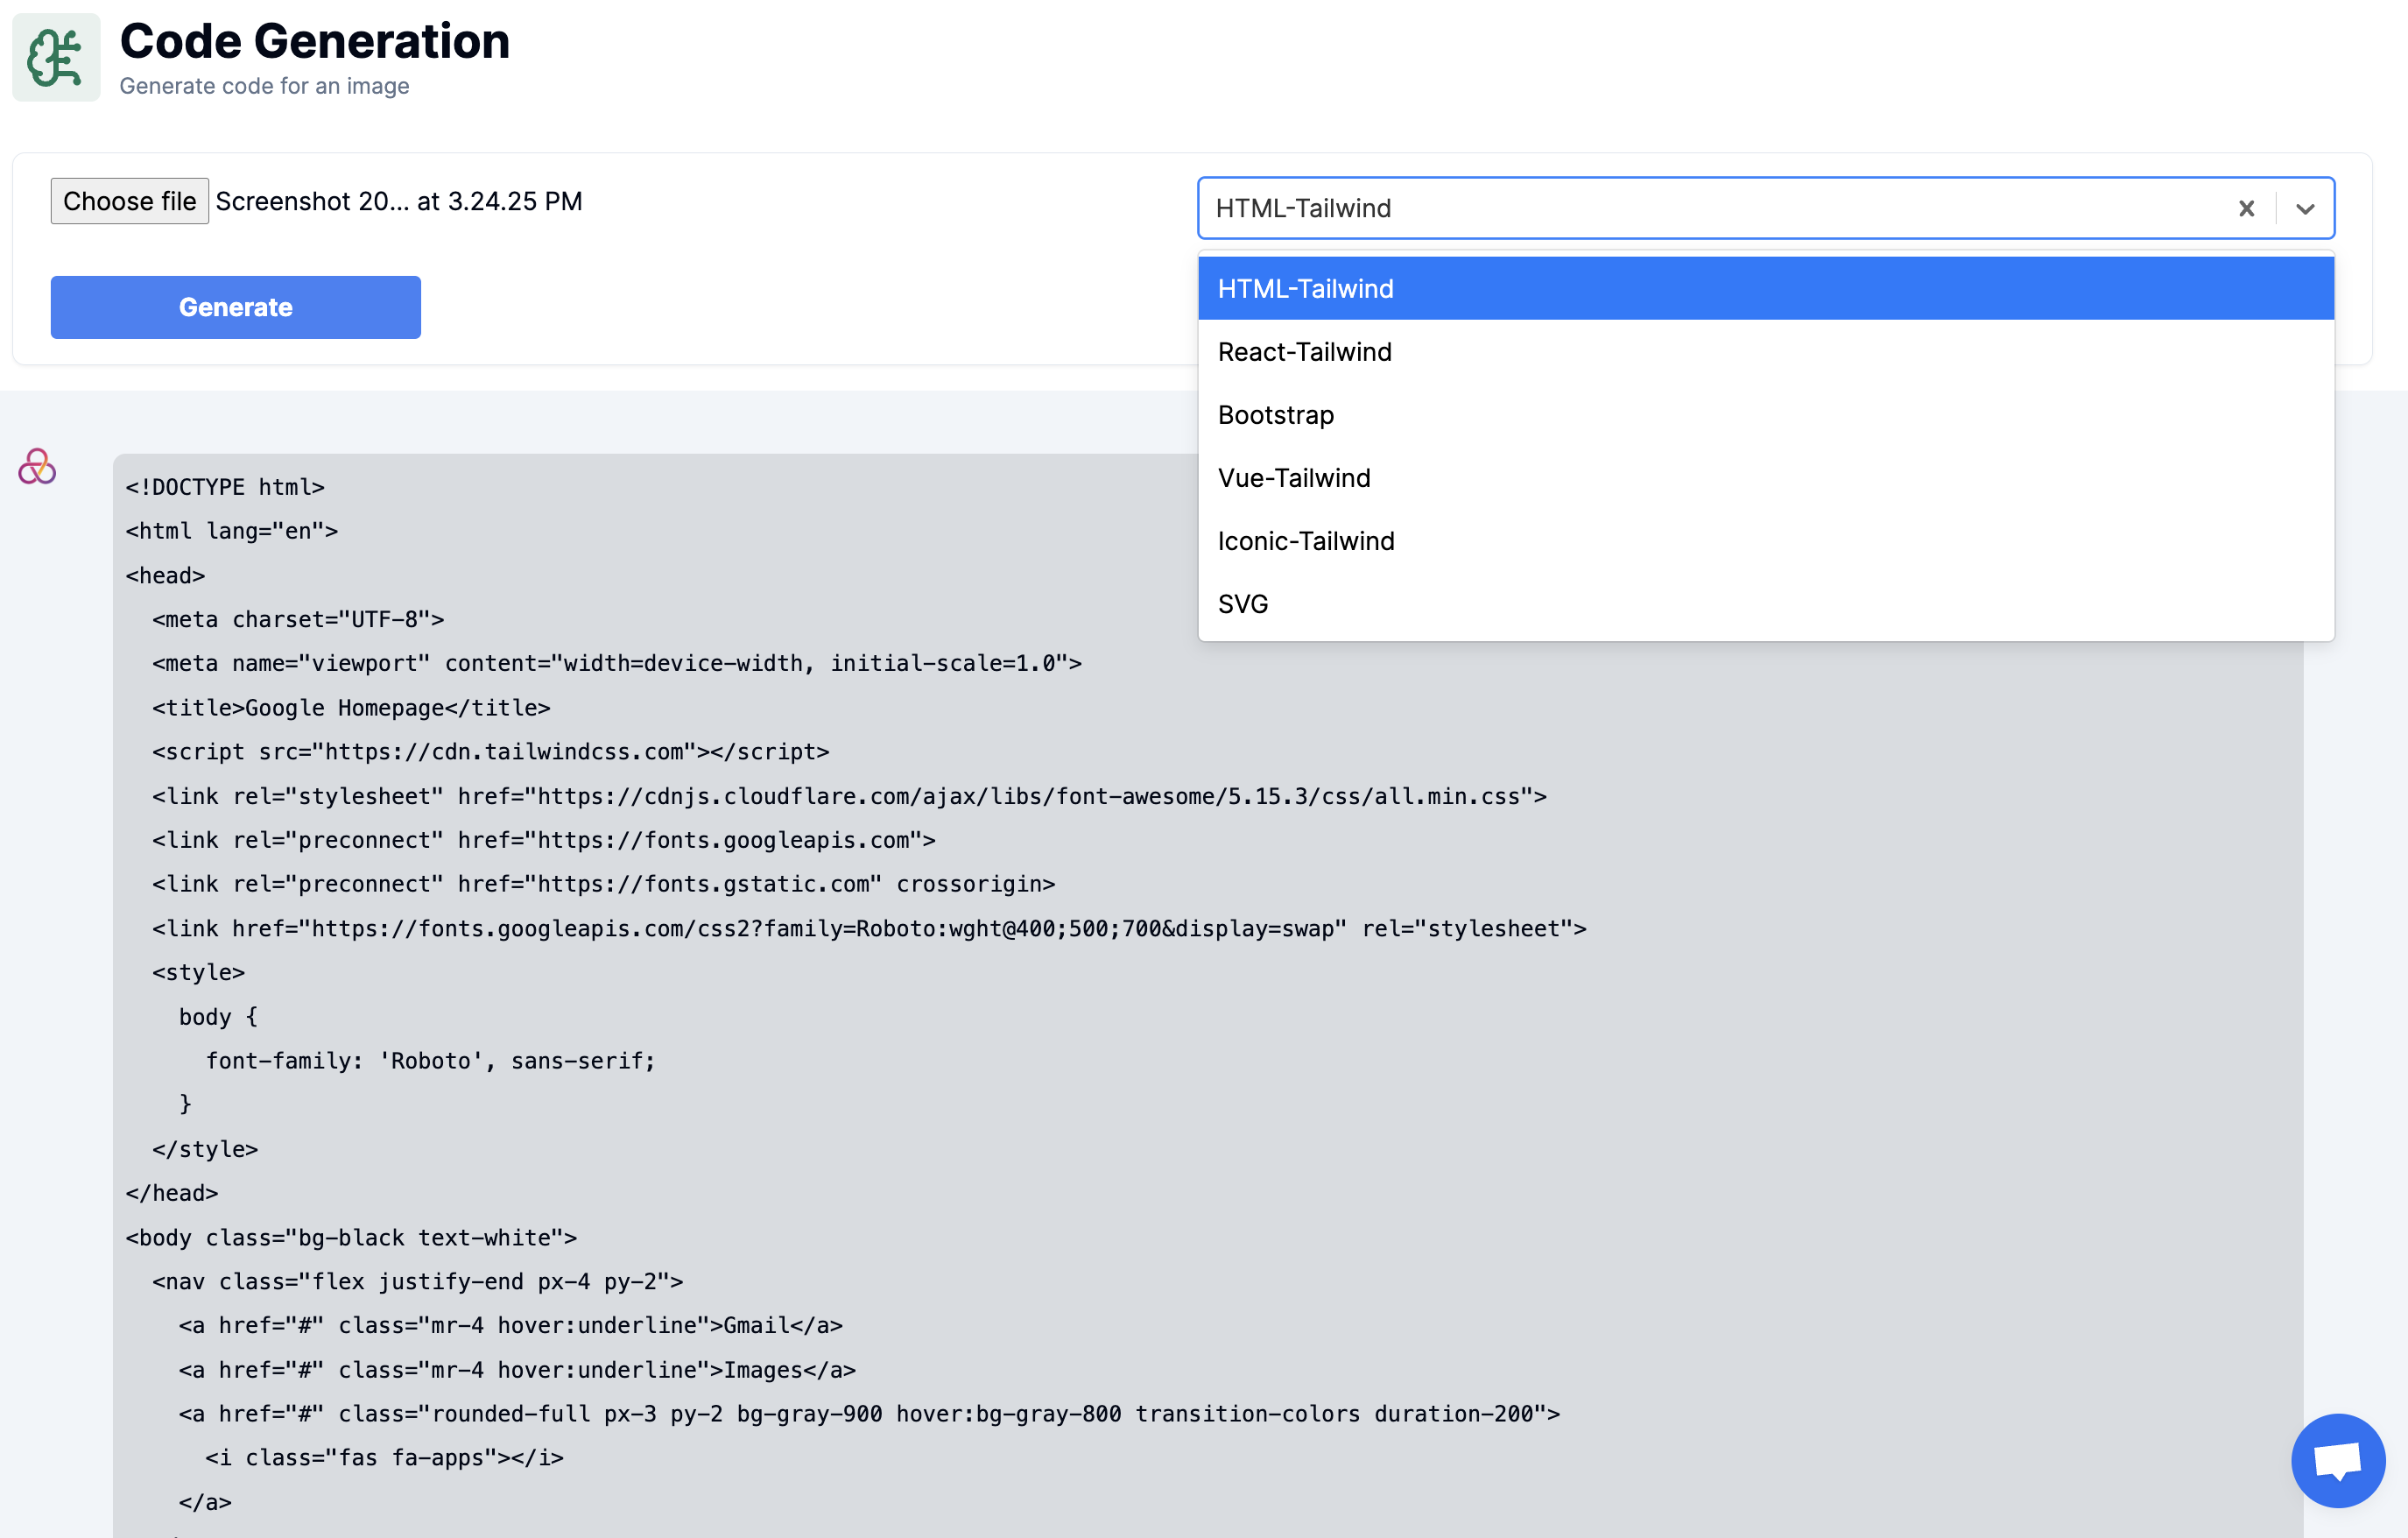 Code Generation
Generate code for an image
Choose file Screenshot 20... at 3.24.25 PM
HTML-Tailwind
Generate
HTML-Tailwind
React-Tailwind
Bootstrap
Vue-Tailwind
Iconic-Tailwind
SVG
<!DOCTYPE html>
<html lang="en">
<head>
  <meta charset="UTF-8">
  <meta name="viewport" content="width=device-width, initial-scale=1.0">
  <title>Google Homepage</title>
  <script src="https://cdn.tailwindcss.com"></script>
  <link rel="stylesheet" href="https://cdnjs.cloudflare.com/ajax/libs/font-awesome/5.15.3/css/all.min.css">
  <link rel="preconnect" href="https://fonts.googleapis.com">
  <link rel="preconnect" href="https://fonts.gstatic.com" crossorigin>
  <link href="https://fonts.googleapis.com/css2?family=Roboto:wght@400;500;700&display=swap" rel="stylesheet">
  <style>
    body {
      font-family: 'Roboto', sans-serif;
    }
  </style>
</head>
<body class="bg-black text-white">
  <nav class="flex justify-end px-4 py-2">
    <a href="#" class="mr-4 hover:underline">Gmail</a>
    <a href="#" class="mr-4 hover:underline">Images</a>
    <a href="#" class="rounded-full px-3 py-2 bg-gray-900 hover:bg-gray-800 transition-colors duration-200">
      <i class="fas fa-apps"></i>
    </a>